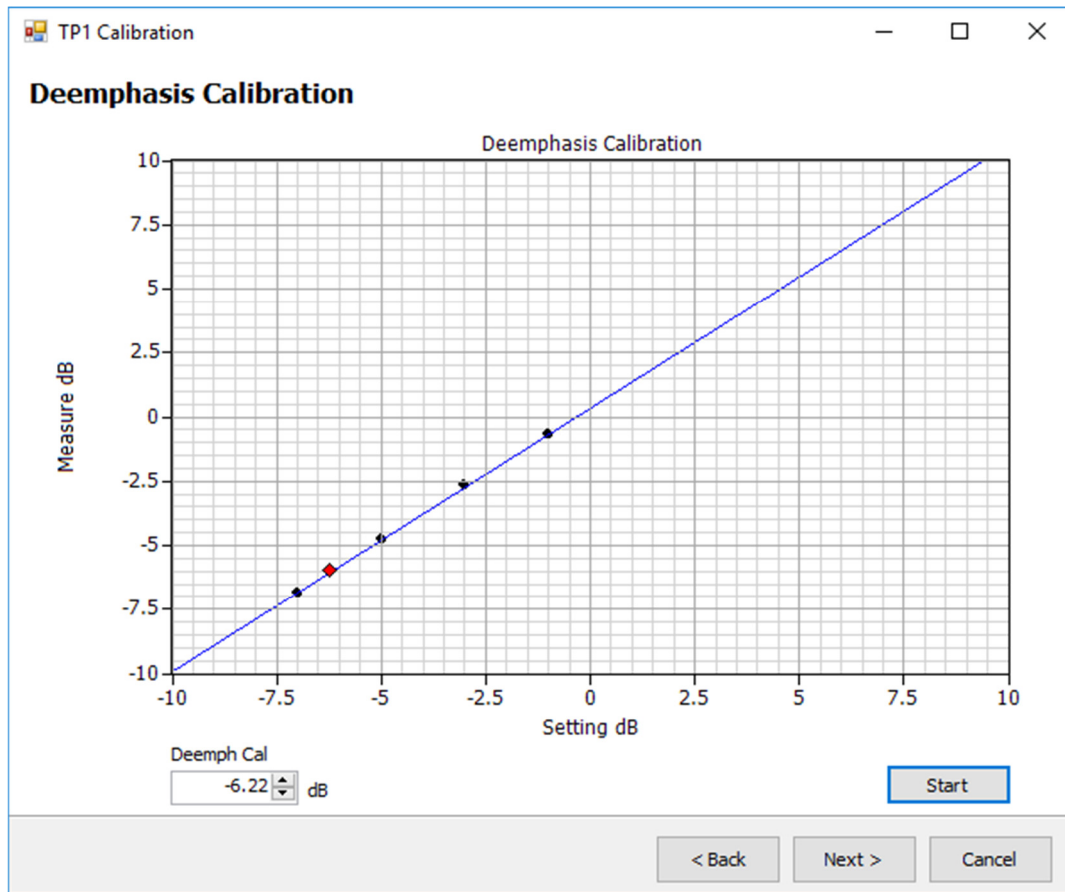 TP1 Calibration
Deemphasis Calibration
Deemphasis Calibration
10
7.5
5
2.5
0
-2.5
-5
-7.5
-10
Measure dB
-10 -7.5 -5 -2.5 0 2.5 5 7.5 10
Setting dB
Deemph Cal
-6.22 dB
Start
< Back Next > Cancel